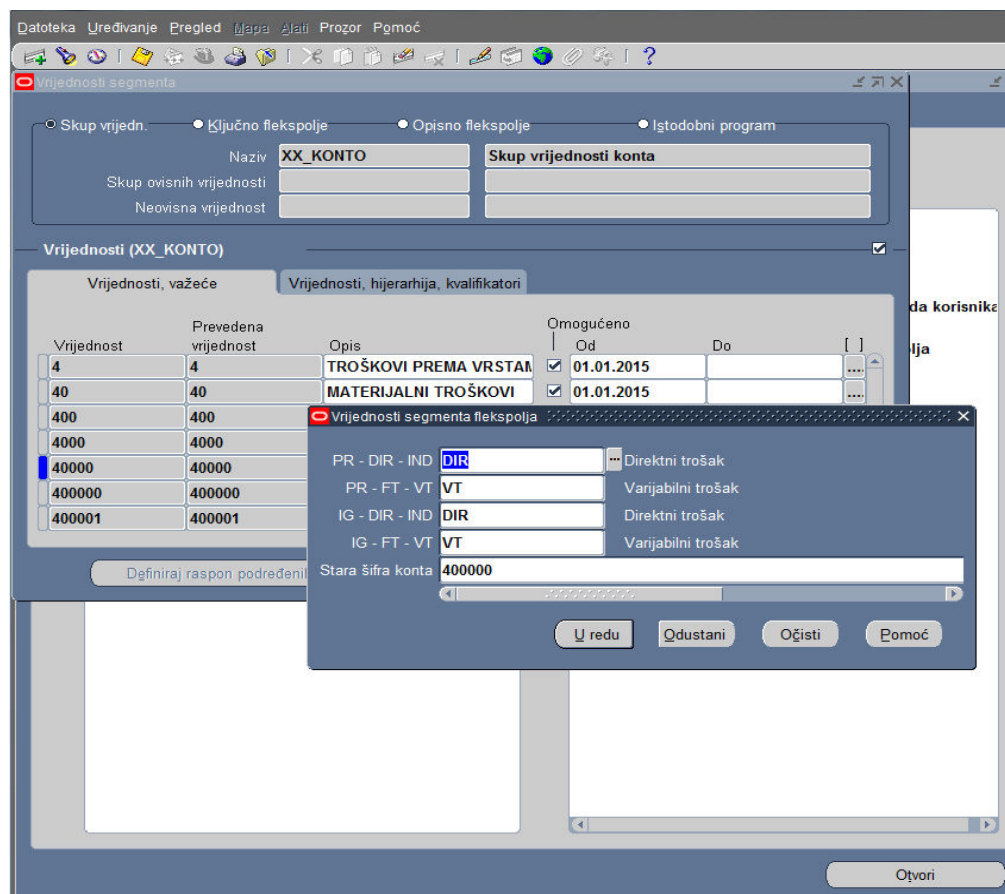 Datoteka Uređivanje Pregled Mapa Alati Prozor Pomoć
Vrijednosti segmenta
Skup vrijedn. Ključno flekspolje Opisno flekspolje Istodobni program
Naziv XX_KONTO Skup vrijednosti konta
Skup ovisnih vrijednosti
Neovisna vrijednost
Vrijednosti (XX_KONTO)
Vrijednosti, važeće Vrijednosti, hijerarhija, kvalifikatori
da korisnika
lja
Omogućeno
Vrijednost Prevedena vrijednost Opis Od Do [ ]
4 4 TROŠKOVI PREMA VRSTAM 01.01.2015 ....
40 40 MATERIJALNI TROŠKOVI 01.01.2015 ....
400 400
4000 4000
40000 40000
400000 400000
400001 400001
Definiraj raspon podređenih
Vrijednosti segmenta flekspolja
PR - DIR - IND DIR ... Direktni trošak
PR - FT - VT VT Varijabilni trošak
IG - DIR - IND DIR Direktni trošak
IG - FT - VT VT Varijabilni trošak
Stara šifra konta 400000
U redu Odustani Očisti Pomoć
Otvori